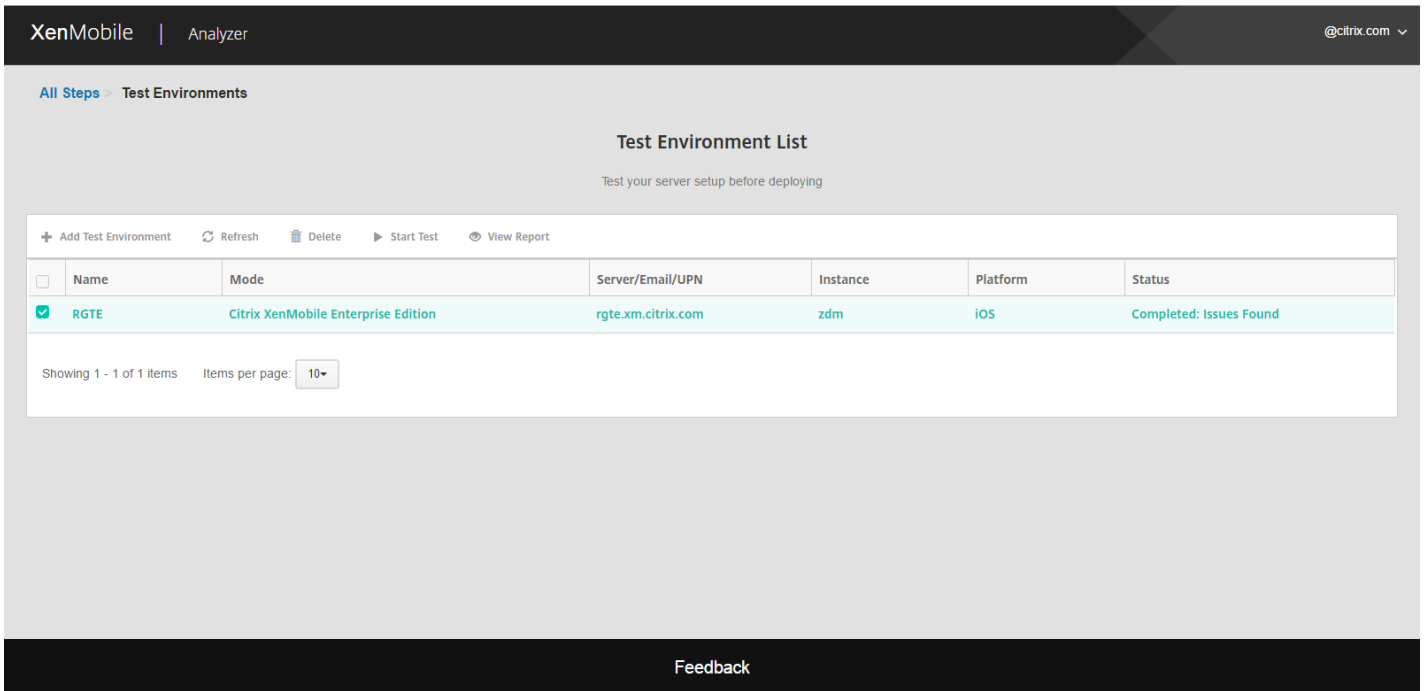 XenMobile | Analyzer @citrix.com
All Steps > Test Environments
Test Environment List
Test your server setup before deploying
Add Test Environment Refresh Delete Start Test View Report
Name Mode Server/Email/UPN Instance Platform Status
RGTE Citrix XenMobile Enterprise Edition rgte.xm.citrix.com zdm iOS Completed: Issues Found
Showing 1 - 1 of 1 items Items per page: 10
Feedback